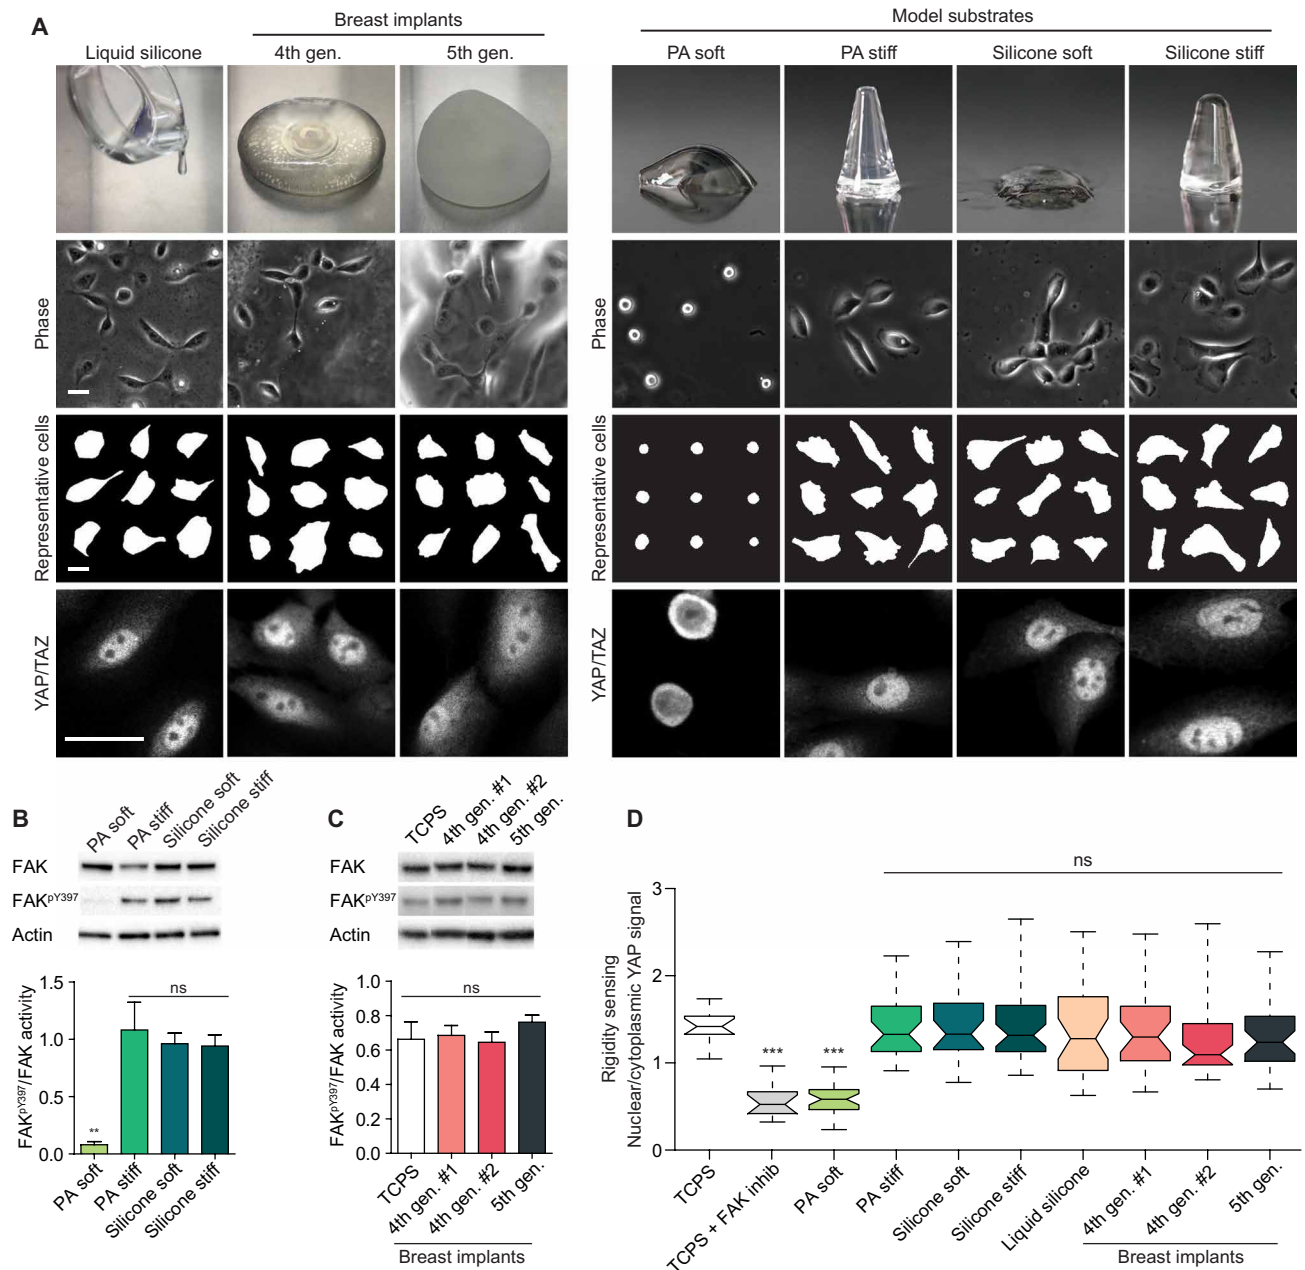 A
Breast implants
Model substrates
Liquid silicone
4th gen.
5th gen.
PA soft
PA stiff
Silicone soft
Silicone stiff
Phase
Representative cells
YAP/TAZ
Phase
Representative cells
YAP/TAZ
B
PA soft
PA stiff
Silicone soft
Silicone stiff
FAK
FAKpY397
Actin
FAKpY397/FAK activity
1.5
1.0
0.5
0.0
ns
**
PA soft
PA stiff
Silicone soft
Silicone stiff
C
TCPS
4th gen. #1
4th gen. #2
5th gen.
FAK
FAKpY397
Actin
FAKpY397/FAK activity
1.0
0.8
0.6
0.4
0.2
0.0
ns
TCPS
4th gen. #1
4th gen. #2
5th gen.
Breast implants
D
Rigidity sensing
Nuclear/cytoplasmic YAP signal
3
2
1
0
ns
***
***
TCPS
TCPS + FAK inhib
PA soft
PA stiff
Silicone soft
Silicone stiff
Liquid silicone
4th gen. #1
4th gen. #2
5th gen.
Breast implants